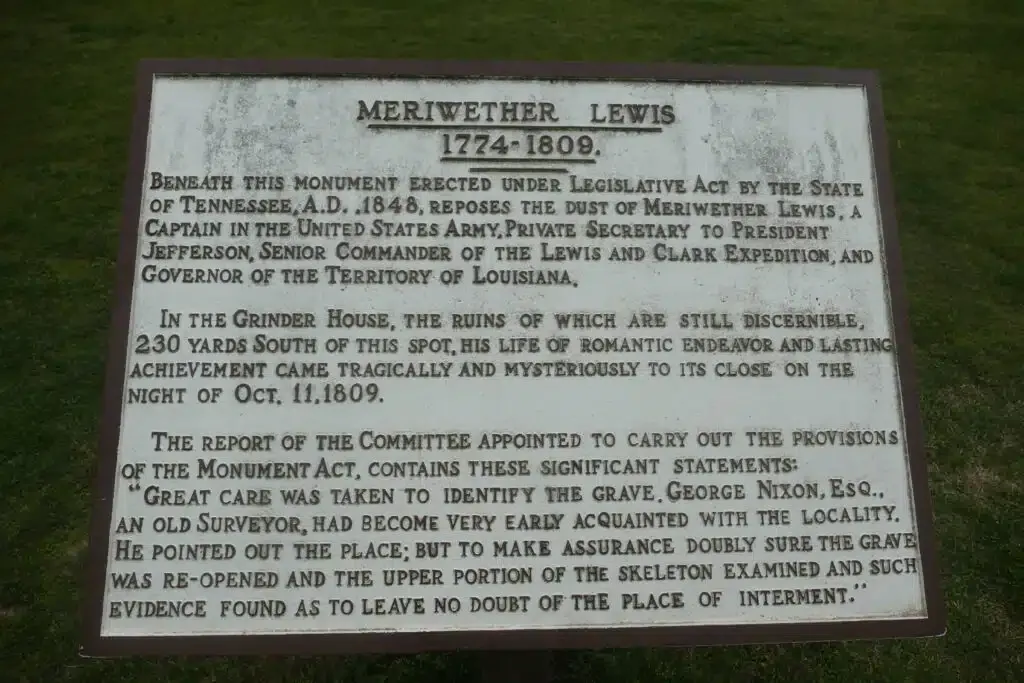 MERIWETHER LEWIS
1774-1809.
BENEATH THIS MONUMENT ERECTED UNDER LEGISLATIVE ACT BY THE STATE
OF TENNESSEE, A.D. ,1848, REPOSES THE DUST OF MERIWETHER LEWIS, A
CAPTAIN IN THE UNITED STATES ARMY, PRIVATE SECRETARY TO PRESIDENT
JEFFERSON, SENIOR COMMANDER OF THE LEWIS AND CLARK EXPEDITION, AND
GOVERNOR OF THE TERRITORY OF LOUISIANA.
IN THE GRINDER HOUSE, THE RUINS OF WHICH ARE STILL DISCERNIBLE,
230 YARDS SOUTH OF THIS SPOT, HIS LIFE OF ROMANTIC ENDEAVOR AND LASTING
ACHIEVEMENT CAME TRAGICALLY AND MYSTERIOUSLY TO ITS CLOSE ON THE
NIGHT OF OCT. 11, 1809.
THE REPORT OF THE COMMITTEE APPOINTED TO CARRY OUT THE PROVISIONS
OF THE MONUMENT ACT, CONTAINS THESE SIGNIFICANT STATEMENTS:
"GREAT CARE WAS TAKEN TO IDENTIFY THE GRAVE. GEORGE NIXON, ESQ.,
AN OLD SURVEYOR, HAD BECOME VERY EARLY ACQUAINTED WITH THE LOCALITY.
HE POINTED OUT THE PLACE; BUT TO MAKE ASSURANCE DOUBLY SURE THE GRAVE
WAS RE-OPENED AND THE UPPER PORTION OF THE SKELETON EXAMINED AND SUCH
EVIDENCE FOUND AS TO LEAVE NO DOUBT OF THE PLACE OF INTERMENT."